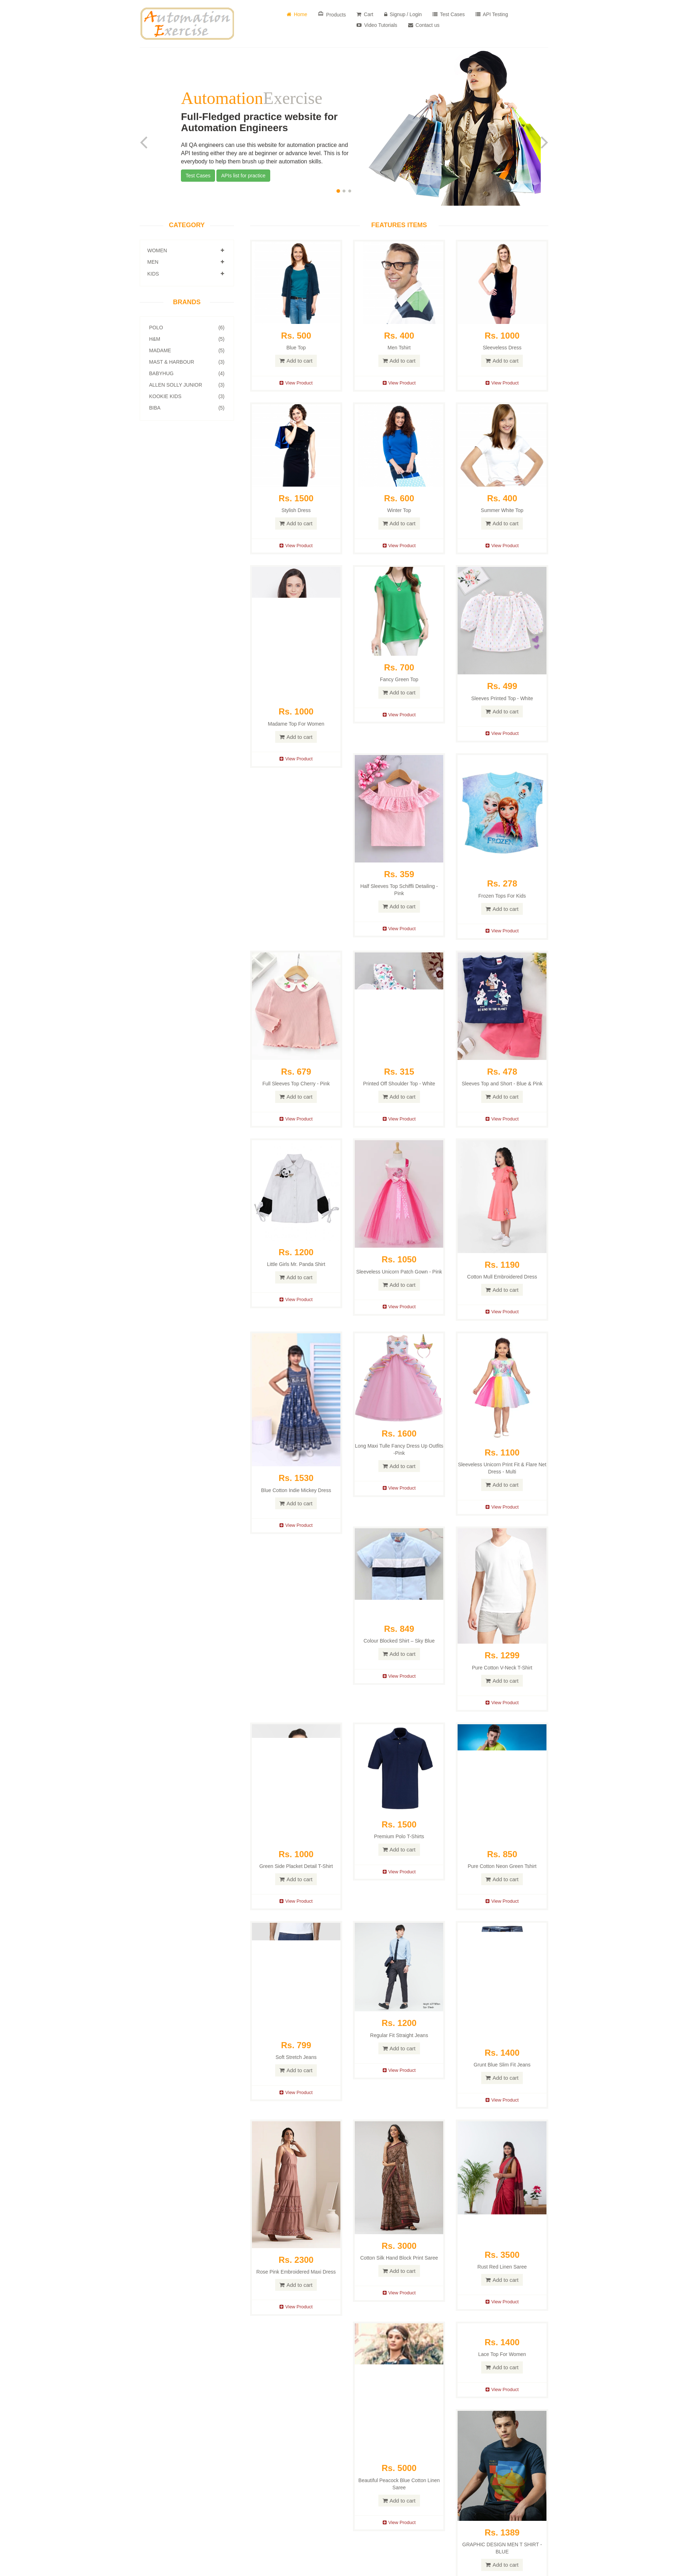 Automation
Exercise
Home
Products
Cart
Signup / Login
Test Cases
API Testing
Video Tutorials
Contact us
AutomationExercise
Full-Fledged practice website for
Automation Engineers
All QA engineers can use this website for automation practice and
API testing either they are at beginner or advance level. This is for
everybody to help them brush up their automation skills.
Test Cases
APIs list for practice
CATEGORY
WOMEN
MEN
KIDS
BRANDS
POLO (6)
H&M (5)
MADAME (5)
MAST & HARBOUR (3)
BABYHUG (4)
ALLEN SOLLY JUNIOR (3)
KOOKIE KIDS (3)
BIBA (5)
FEATURES ITEMS
Rs. 500
Blue Top
Add to cart
View Product
Rs. 400
Men Tshirt
Add to cart
View Product
Rs. 1000
Sleeveless Dress
Add to cart
View Product
Rs. 1500
Stylish Dress
Add to cart
View Product
Rs. 600
Winter Top
Add to cart
View Product
Rs. 400
Summer White Top
Add to cart
View Product
Rs. 1000
Madame Top For Women
Add to cart
View Product
Rs. 700
Fancy Green Top
Add to cart
View Product
Rs. 499
Sleeves Printed Top - White
Add to cart
View Product
Rs. 359
Half Sleeves Top Schiffli Detailing -
Pink
Add to cart
View Product
FROZEN
Rs. 278
Frozen Tops For Kids
Add to cart
View Product
Rs. 679
Full Sleeves Top Cherry - Pink
Add to cart
View Product
Rs. 315
Printed Off Shoulder Top - White
Add to cart
View Product
Rs. 478
Sleeves Top and Short - Blue & Pink
Add to cart
View Product
Rs. 1200
Little Girls Mr. Panda Shirt
Add to cart
View Product
Rs. 1050
Sleeveless Unicorn Patch Gown - Pink
Add to cart
View Product
Rs. 1190
Cotton Mull Embroidered Dress
Add to cart
View Product
Rs. 1530
Blue Cotton Indie Mickey Dress
Add to cart
View Product
Rs. 1600
Long Maxi Tulle Fancy Dress Up Outfits
-Pink
Add to cart
View Product
Rs. 1100
Sleeveless Unicorn Print Fit & Flare Net
Dress - Multi
Add to cart
View Product
Rs. 849
Colour Blocked Shirt – Sky Blue
Add to cart
View Product
Rs. 1299
Pure Cotton V-Neck T-Shirt
Add to cart
View Product
Rs. 1000
Green Side Placket Detail T-Shirt
Add to cart
View Product
Rs. 1500
Premium Polo T-Shirts
Add to cart
View Product
Rs. 850
Pure Cotton Neon Green Tshirt
Add to cart
View Product
Rs. 799
Soft Stretch Jeans
Add to cart
View Product
Rs. 1200
Regular Fit Straight Jeans
Add to cart
View Product
Rs. 1400
Grunt Blue Slim Fit Jeans
Add to cart
View Product
Rs. 2300
Rose Pink Embroidered Maxi Dress
Add to cart
View Product
Rs. 3000
Cotton Silk Hand Block Print Saree
Add to cart
View Product
Rs. 3500
Rust Red Linen Saree
Add to cart
View Product
Rs. 5000
Beautiful Peacock Blue Cotton Linen
Saree
Add to cart
View Product
Rs. 1400
Lace Top For Women
Add to cart
View Product
Rs. 1389
GRAPHIC DESIGN MEN T SHIRT -
BLUE
Add to cart